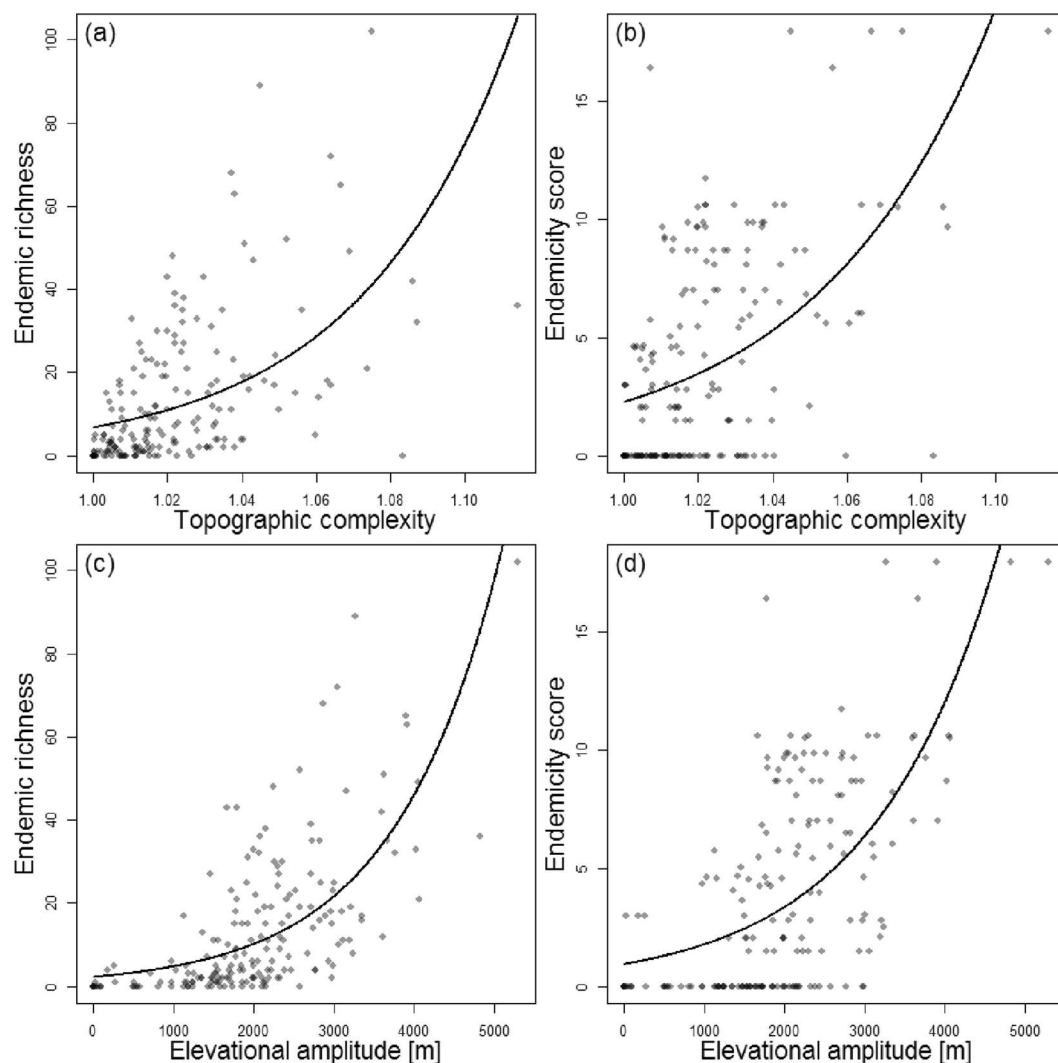 (a)
Endemic richness
0 20 40 60 80 100
1.00 1.02 1.04 1.06 1.08 1.10
Topographic complexity
(b)
Endemicity score
0 5 10 15
1.00 1.02 1.04 1.06 1.08 1.10
Topographic complexity
(c)
Endemic richness
0 20 40 60 80 100
0 1000 2000 3000 4000 5000
Elevational amplitude [m]
(d)
Endemicity score
0 5 10 15
0 1000 2000 3000 4000 5000
Elevational amplitude [m]